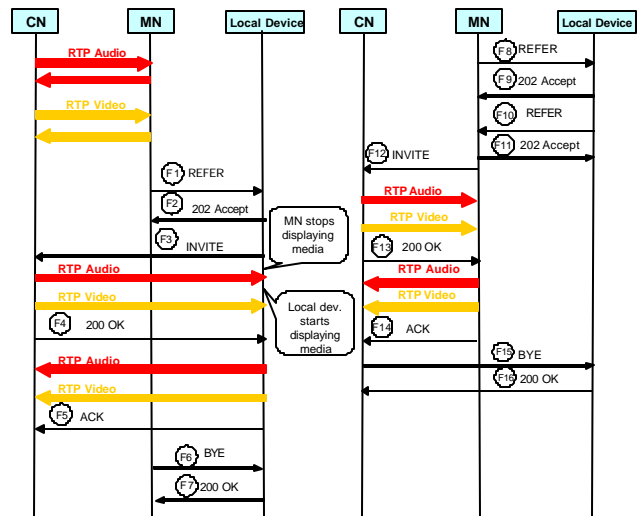 CN
MN
Local Device
RTP Audio
RTP Video
F1 REFER
F2 202 Accept
F3 INVITE
MN stops
displaying
media
RTP Audio
RTP Video
Local dev.
starts
displaying
media
F4 200 OK
RTP Audio
RTP Video
F5 ACK
F6 BYE
F7 200 OK
CN
MN
Local Device
F8 REFER
F9 202 Accept
F10 REFER
F11 202 Accept
F12 INVITE
RTP Audio
RTP Video
F13 200 OK
RTP Audio
RTP Video
F14 ACK
F15 BYE
F16 200 OK